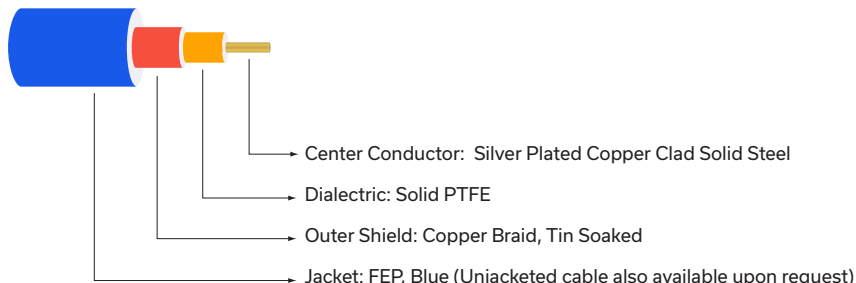 Center Conductor:  Silver Plated Copper Clad Solid Steel
Dialectric: Solid PTFE
Outer Shield: Copper Braid, Tin Soaked
Jacket: FEP, Blue (Unjacketed cable also available upon request)